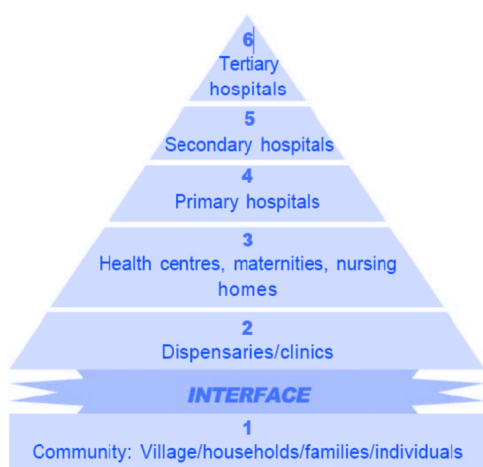 6
Tertiary
hospitals
5
Secondary hospitals
4
Primary hospitals
3
Health centres, maternities, nursing
homes
2
Dispensaries/clinics
INTERFACE
1
Community: Village/households/families/individuals